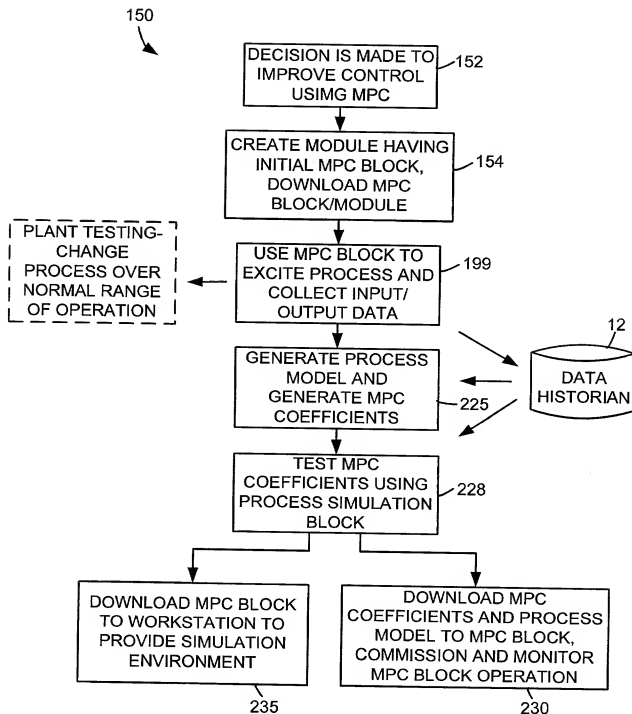 150
DECISION IS MADE TO
IMPROVE CONTROL
USIMG MPC
152
CREATE MODULE HAVING
INITIAL MPC BLOCK,
DOWNLOAD MPC
BLOCK/MODULE
154
PLANT TESTING-
CHANGE
PROCESS OVER
NORMAL RANGE
OF OPERATION
USE MPC BLOCK TO
EXCITE PROCESS AND
COLLECT INPUT/
OUTPUT DATA
199
12
DATA
HISTORIAN
GENERATE PROCESS
MODEL AND
GENERATE MPC
COEFFICIENTS
225
TEST MPC
COEFFICIENTS USING
PROCESS SIMULATION
BLOCK
228
DOWNLOAD MPC BLOCK
TO WORKSTATION TO
PROVIDE SIMULATION
ENVIRONMENT
235
DOWNLOAD MPC
COEFFICIENTS AND PROCESS
MODEL TO MPC BLOCK,
COMMISSION AND MONITOR
MPC BLOCK OPERATION
230